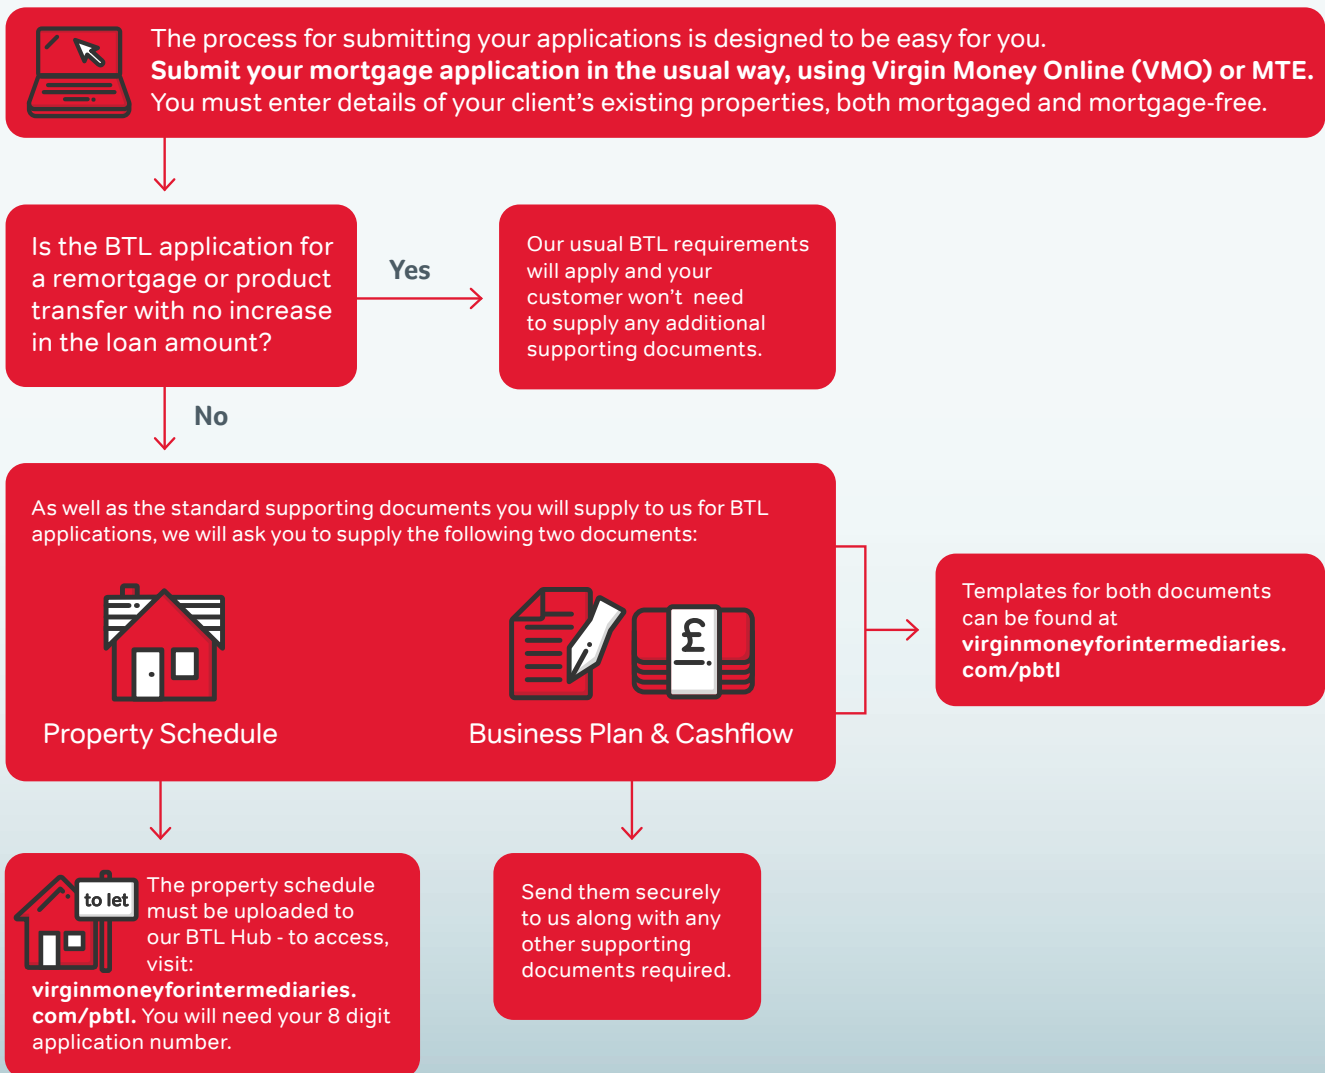 The process for submitting your applications is designed to be easy for you.
Submit your mortgage application in the usual way, using Virgin Money Online (VMO) or MTE.
You must enter details of your client’s existing properties, both mortgaged and mortgage-free.
Is the BTL application for
a remortgage or product
transfer with no increase
in the loan amount?
Yes
Our usual BTL requirements
will apply and your
customer won’t need
to supply any additional
supporting documents.
No
As well as the standard supporting documents you will supply to us for BTL
applications, we will ask you to supply the following two documents:
£
Property Schedule
Business Plan & Cashflow
Templates for both documents
can be found at
virginmoneyforintermediaries.
com/pbtl
to let
The property schedule
must be uploaded to
our BTL Hub - to access,
visit:
virginmoneyforintermediaries.
com/pbtl. You will need your 8 digit
application number.
Send them securely
to us along with any
other supporting
documents required.